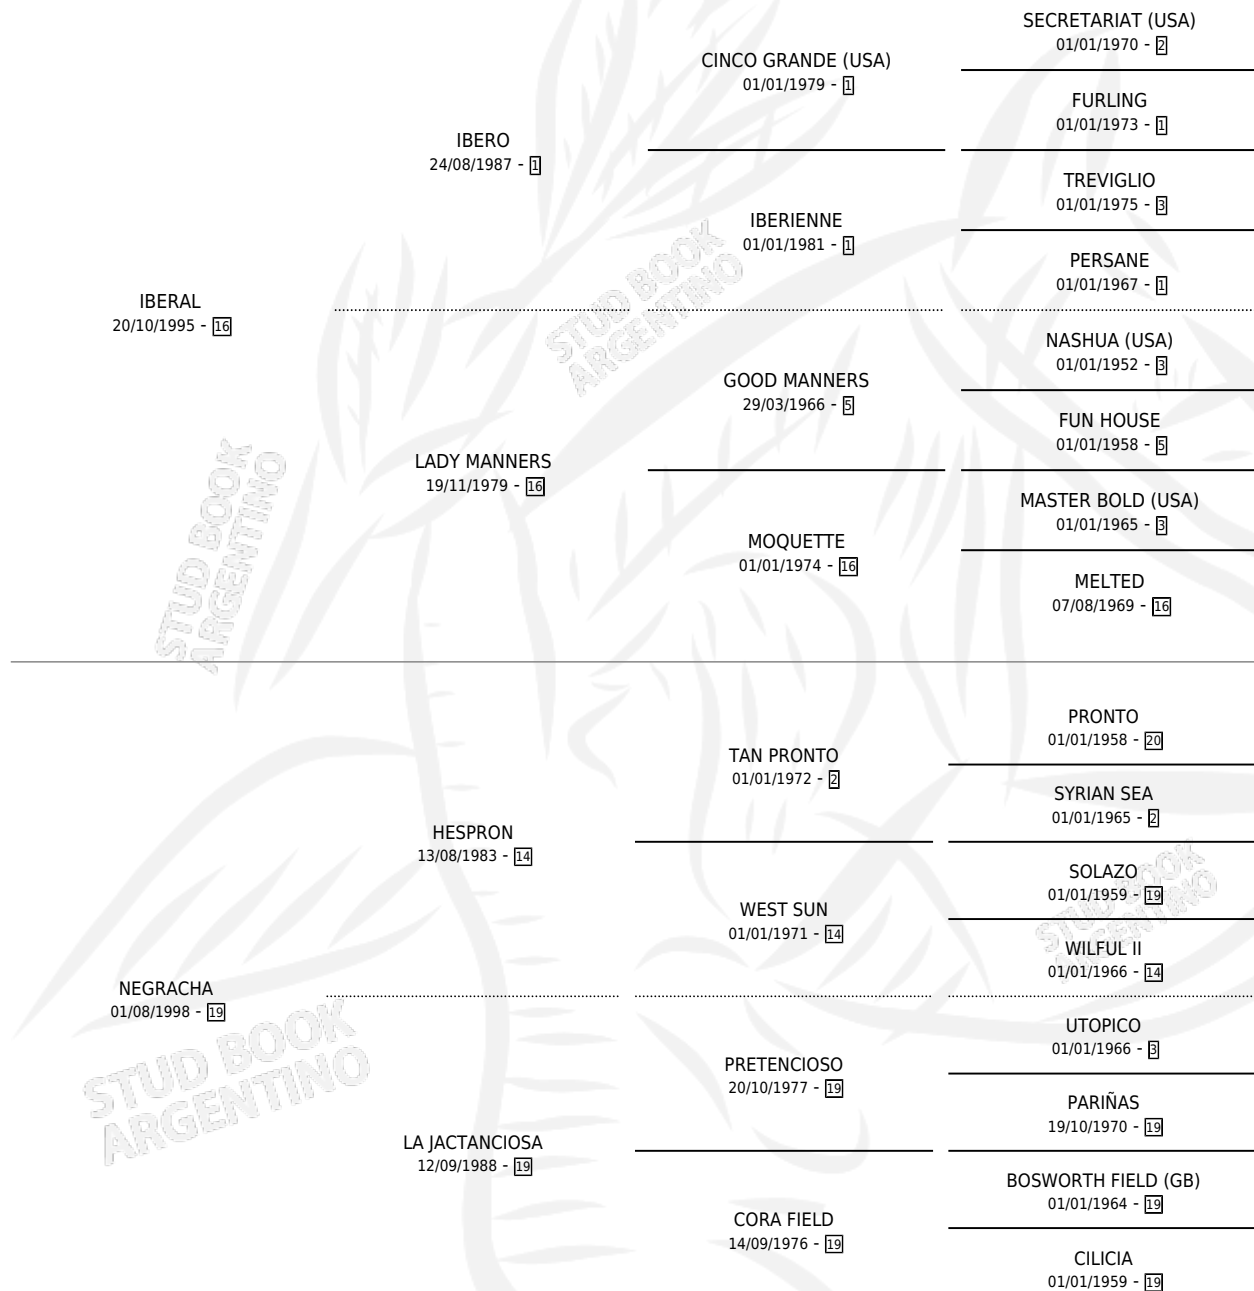 SECRETARIAT (USA)
01/01/1970 - 2
CINCO GRANDE (USA)
01/01/1979 - 1
FURLING
01/01/1973 - 1
IBERO
24/08/1987 - 1
TREVIGLIO
01/01/1975 - 3
IBERIENNE
01/01/1981 - 1
PERSANE
01/01/1967 - 1
IBERAL
20/10/1995 - 16
NASHUA (USA)
01/01/1952 - 3
GOOD MANNERS
29/03/1966 - 5
FUN HOUSE
01/01/1958 - 5
LADY MANNERS
19/11/1979 - 16
MASTER BOLD (USA)
01/01/1965 - 3
MOQUETTE
01/01/1974 - 16
MELTED
07/08/1969 - 16
PRONTO
01/01/1958 - 20
TAN PRONTO
01/01/1972 - 2
SYRIAN SEA
01/01/1965 - 2
HESPRON
13/08/1983 - 14
SOLAZO
01/01/1959 - 19
WEST SUN
01/01/1971 - 14
WILFUL II
01/01/1966 - 14
NEGRACHA
01/08/1998 - 19
UTOPICO
01/01/1966 - 3
PRETENCIOSO
20/10/1977 - 19
PARIÑAS
19/10/1970 - 19
LA JACTANCIOSA
12/09/1988 - 19
BOSWORTH FIELD (GB)
01/01/1964 - 19
CORA FIELD
14/09/1976 - 19
CILICIA
01/01/1959 - 19
STUD BOOK
ARGENTINO
STUD BOOK
ARGENTINO
STUD BOOK
ARGENTINO
STUD BOOK
ARGENTINO